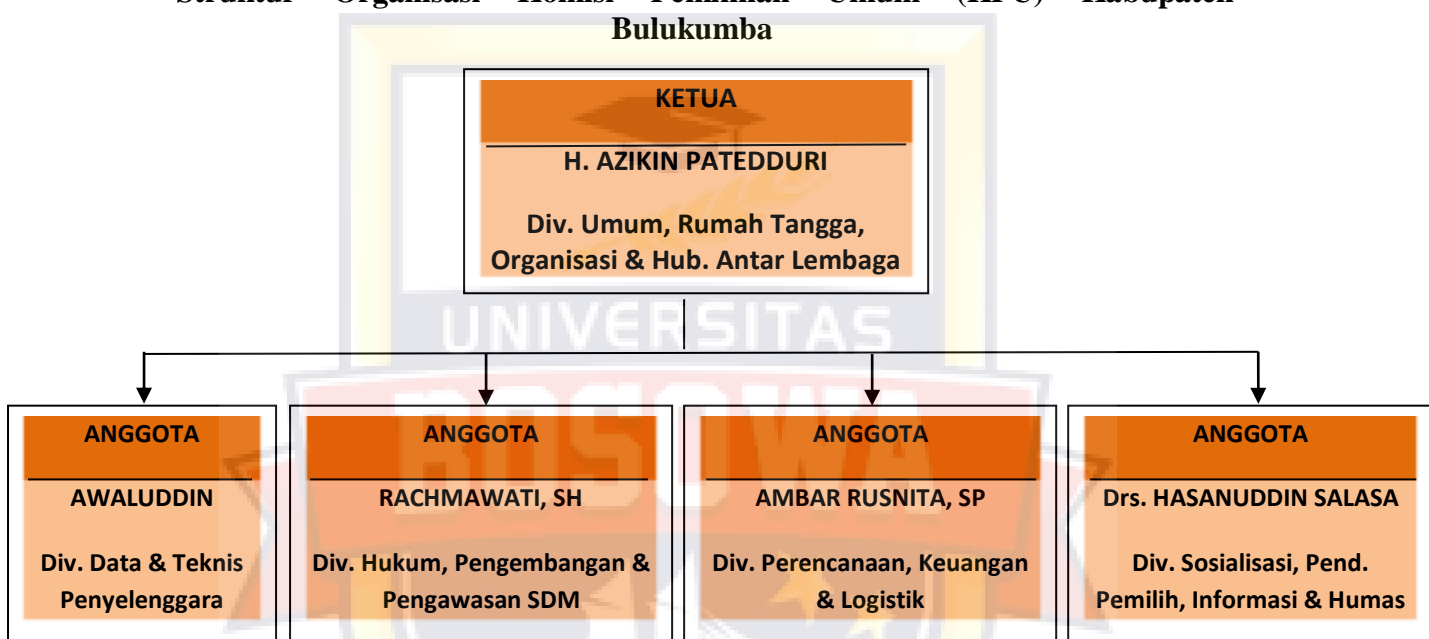 Struktur Organisasi Komisi Pemilihan Umum (KPU) Kabupaten
Bulukumba
KETUA
H. AZIKIN PATEDDURI
Div. Umum, Rumah Tangga,
Organisasi & Hub. Antar Lembaga
UNIVERSITAS
BOSOWA
ANGGOTA
AWALUDDIN
Div. Data & Teknis
Penyelenggara
ANGGOTA
RACHMAWATI, SH
Div. Hukum, Pengembangan &
Pengawasan SDM
ANGGOTA
AMBAR RUSNITA, SP
Div. Perencanaan, Keuangan
& Logistik
ANGGOTA
Drs. HASANUDDIN SALASA
Div. Sosialisasi, Pend.
Pemilih, Informasi & Humas